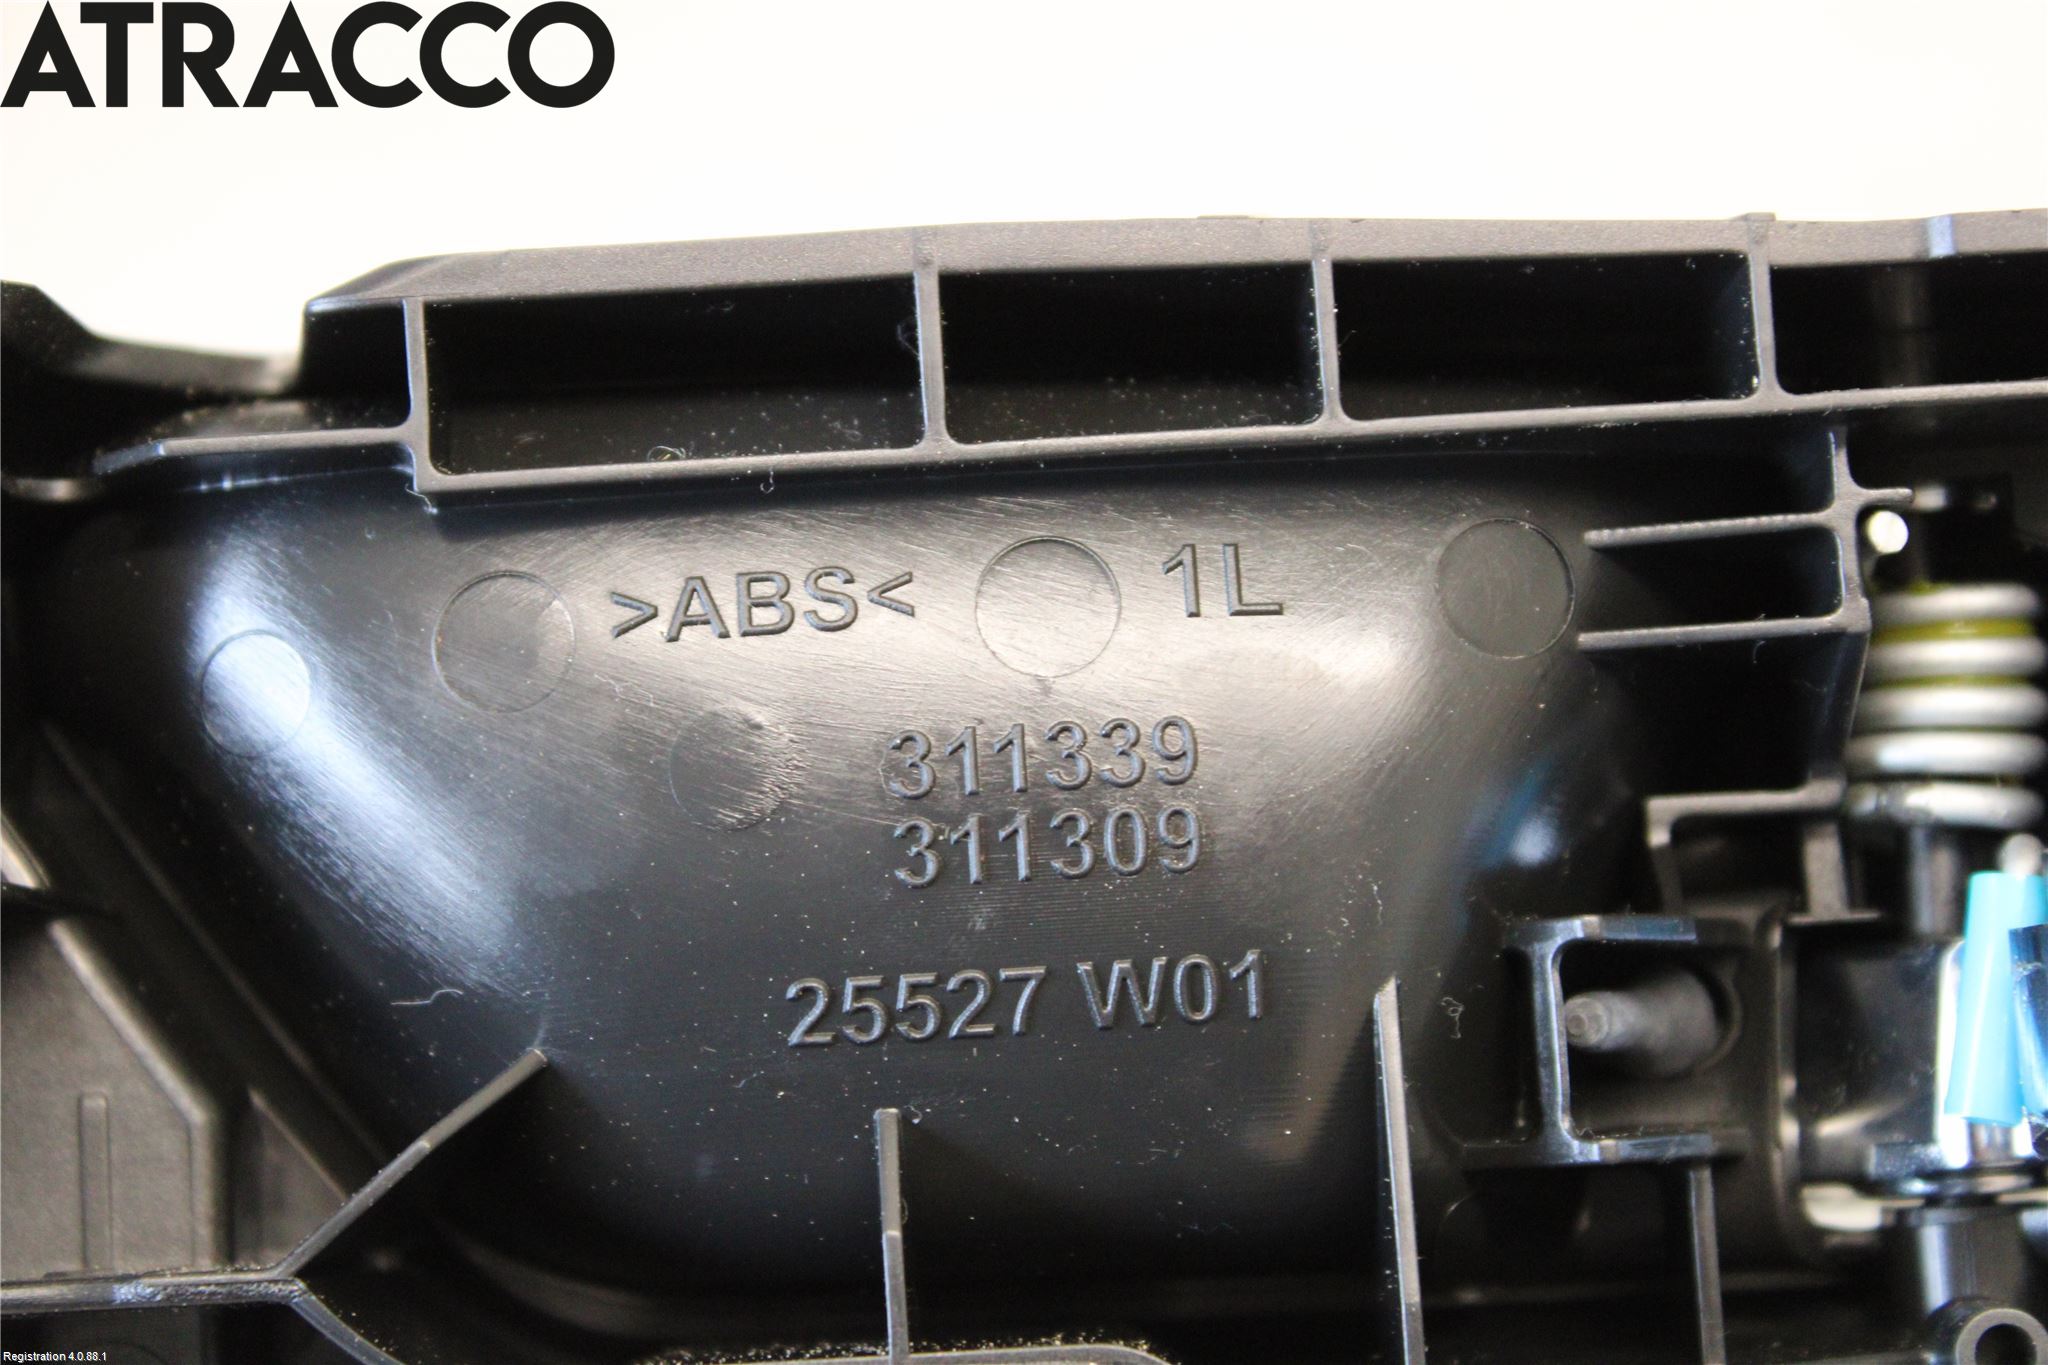 ATRACCO
>ABS< 1L
311339
311309
25527 W01
Registration 4.0.88.1